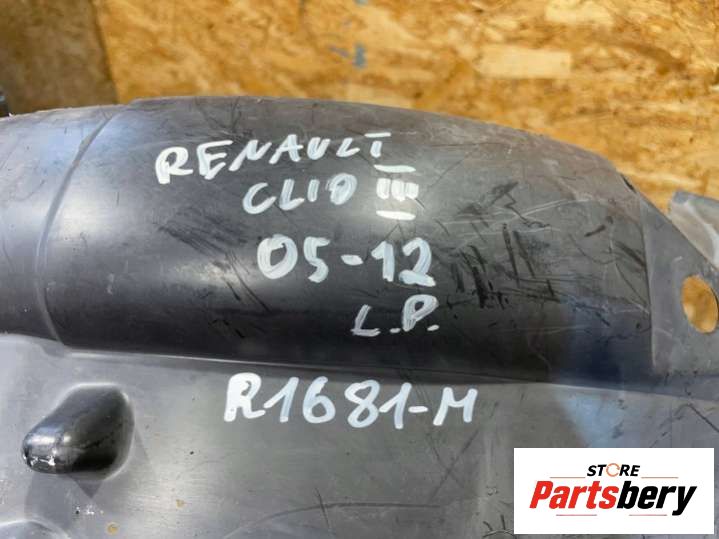 RENAULT
CLIO III
05-12
L.P.
R1681-M
STORE
Partsbery